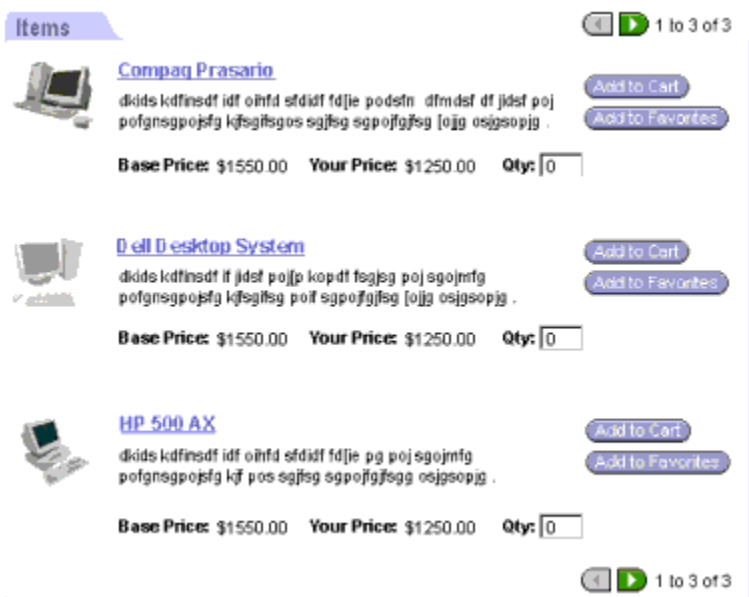 Items
1 to 3 of 3
Compaq Prasario
Add to Cart
dkids kdfinsdf idf oihfd sfdidf fd[ie podsfn dfmdsf df jidsf poj
pofgnsgpojsfg kjfsgifsgos sgjfsg sgpojfgjfsg [ojjg osjgsopjg .
Add to Favorites
Base Price: $1550.00 Your Price: $1250.00 Qty: 0
Dell Desktop System
Add to Cart
dkids kdfinsdf If jidsf poj[p kopdf fsgjsg poj sgojmfg
pofgnsgpojsfg kjfsgifsg poif sgpojfgjfsg [ojjg osjgsopjg .
Add to Favorites
Base Price: $1550.00 Your Price: $1250.00 Qty: 0
HP 500 AX
Add to Cart
dkids kdfinsdf idf oihfd sfdidf fd[ie pg poj sgojmfg
pofgnsgpojsfg kjf pos sgjfsg sgpojfgjfsgg osjgsopjg .
Add to Favorites
Base Price: $1550.00 Your Price: $1250.00 Qty: 0
1 to 3 of 3